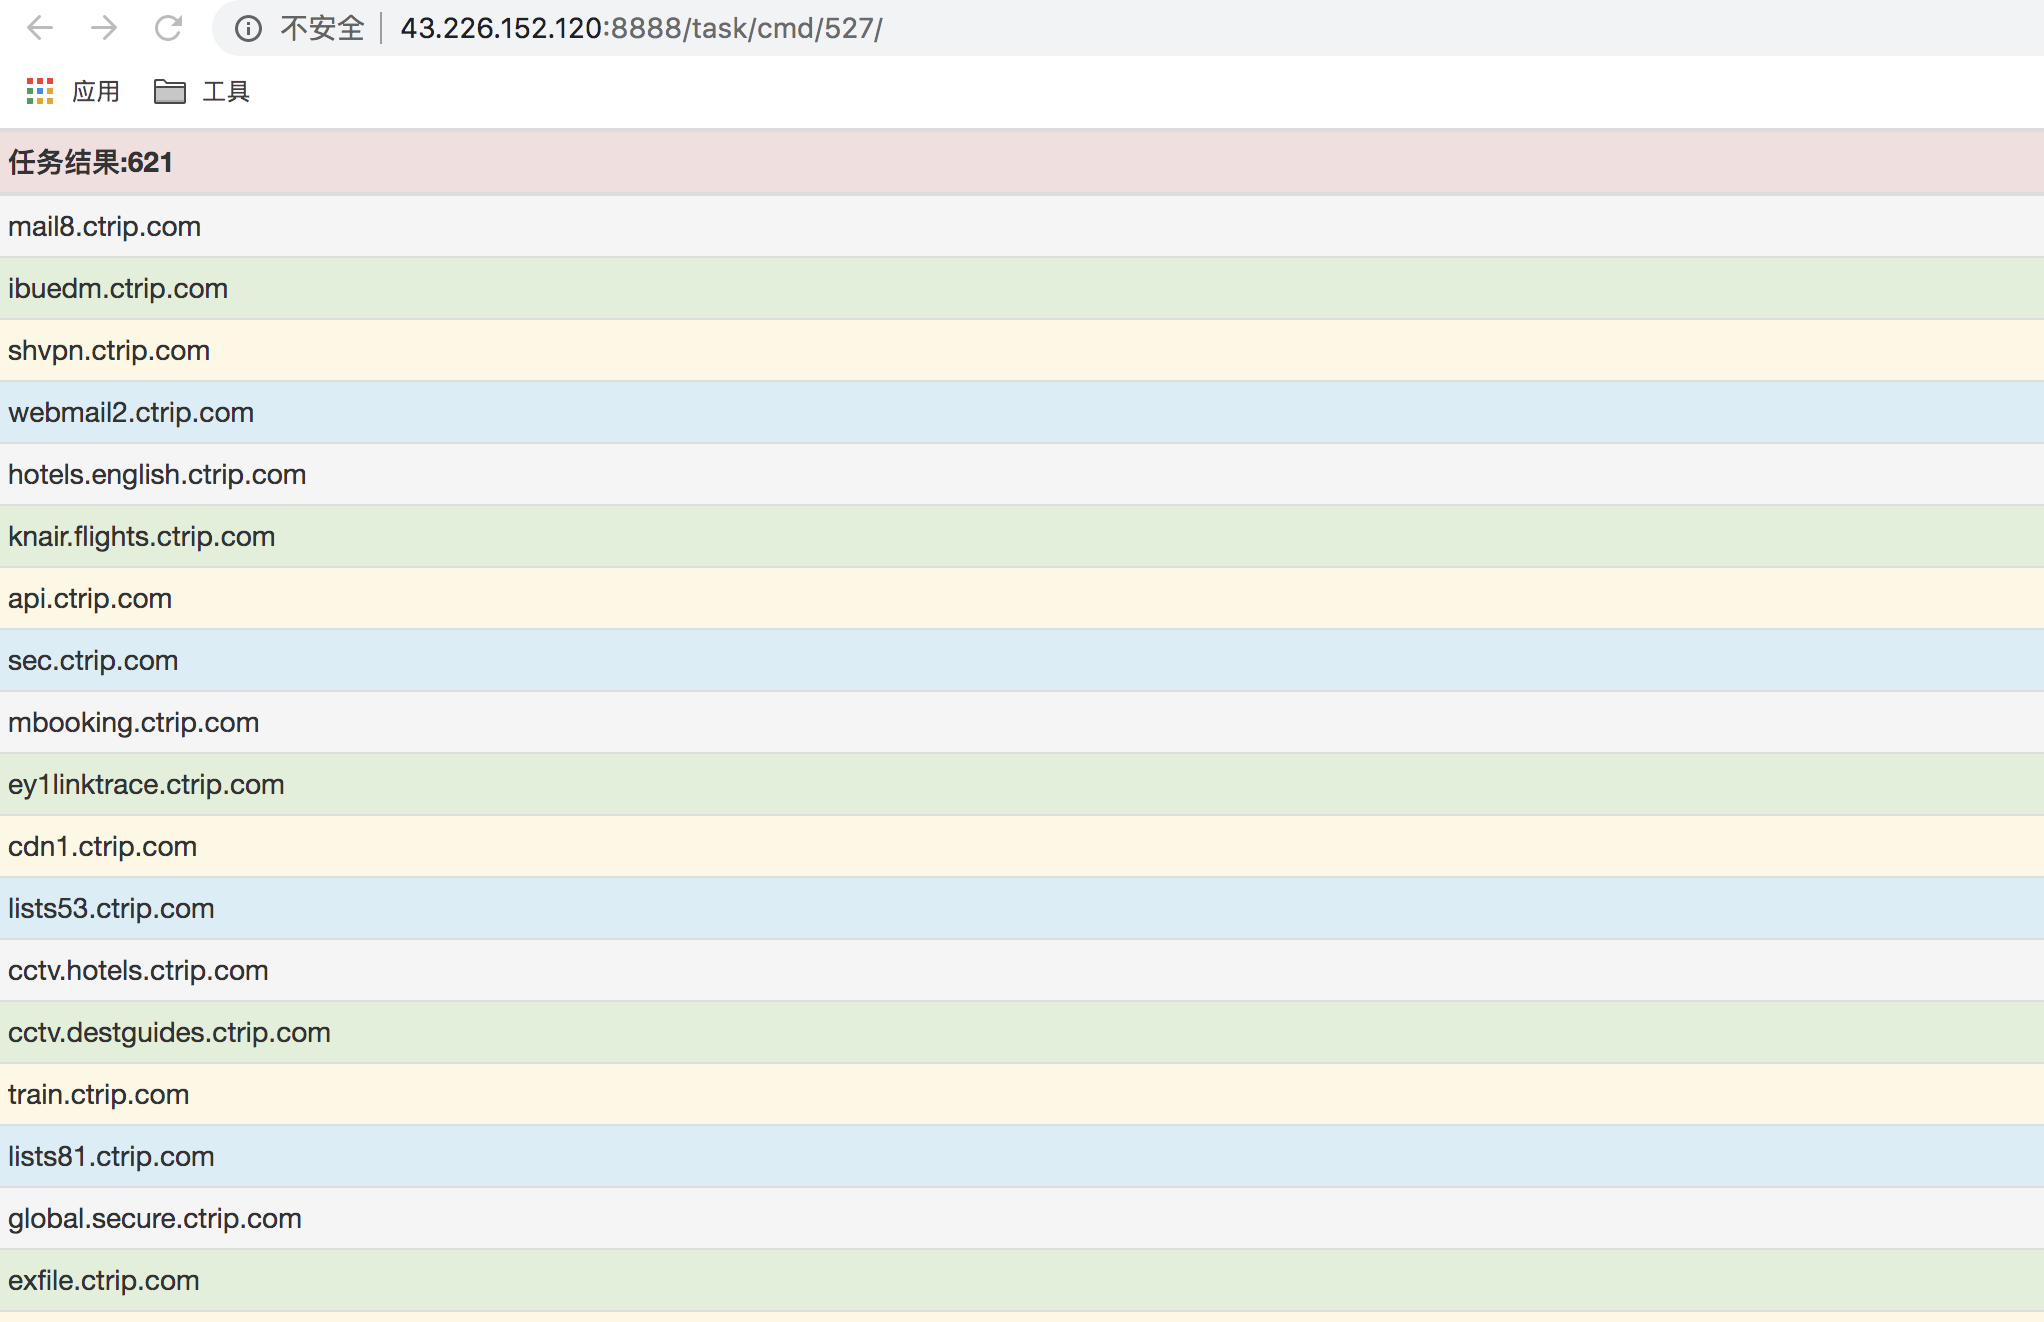 不安全 43.226.152.120:8888/task/cmd/527/
应用 工具
任务结果:621
mail8.ctrip.com
ibuedm.ctrip.com
shvpn.ctrip.com
webmail2.ctrip.com
hotels.english.ctrip.com
knair.flights.ctrip.com
api.ctrip.com
sec.ctrip.com
mbooking.ctrip.com
ey1linktrace.ctrip.com
cdn1.ctrip.com
lists53.ctrip.com
cctv.hotels.ctrip.com
cctv.destguides.ctrip.com
train.ctrip.com
lists81.ctrip.com
global.secure.ctrip.com
exfile.ctrip.com